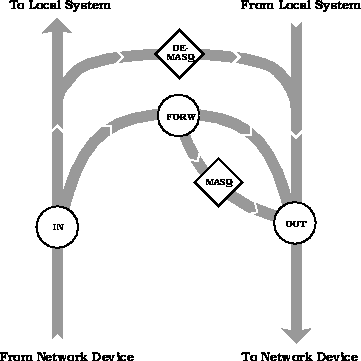 To Local System
From Local System
DE-
MASQ
FORW
MASQ
IN
OUT
From Network Device
To Network Device